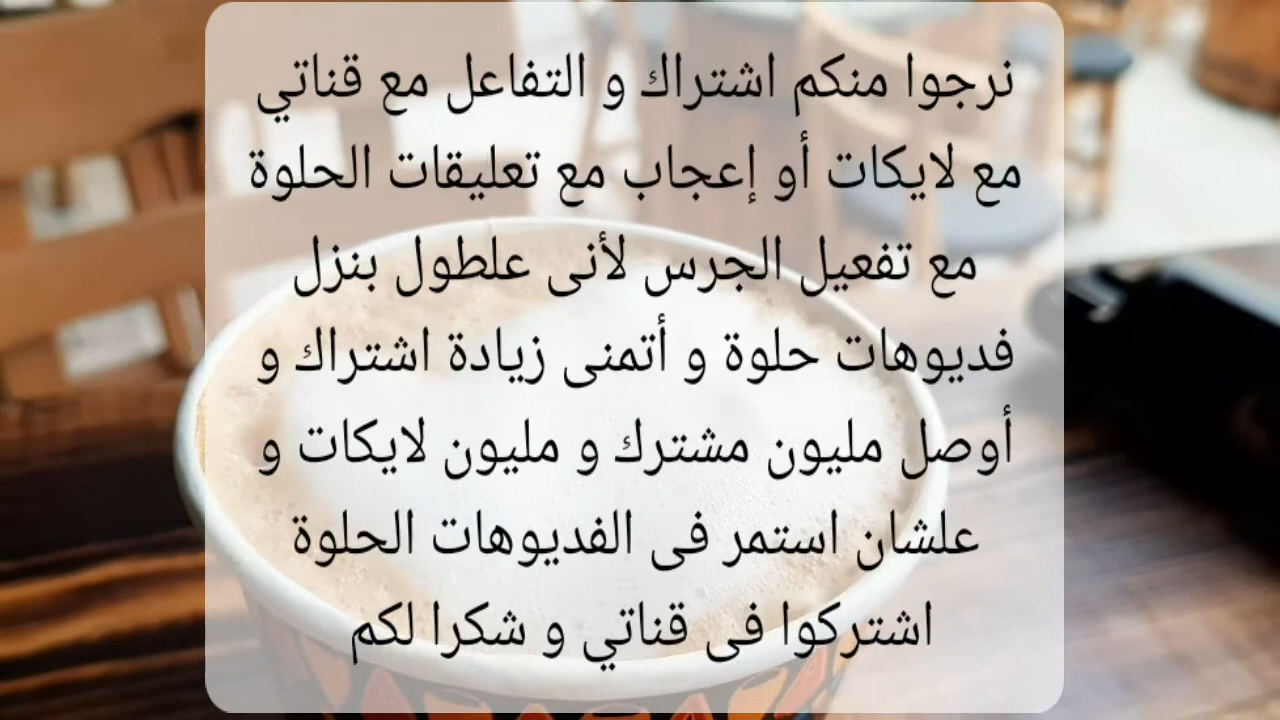 نرجوا منكم اشتراك و التفاعل مع قناتي
مع لايكات أو إعجاب مع تعليقات الحلوة
مع تفعيل الجرس لأنى علطول بنزل
فديوهات حلوة و أتمنى زيادة اشتراك و
أوصل مليون مشترك و مليون لايكات و
علشان استمر فى الفديوهات الحلوة
اشتركوا فى قناتي و شكرا لكم